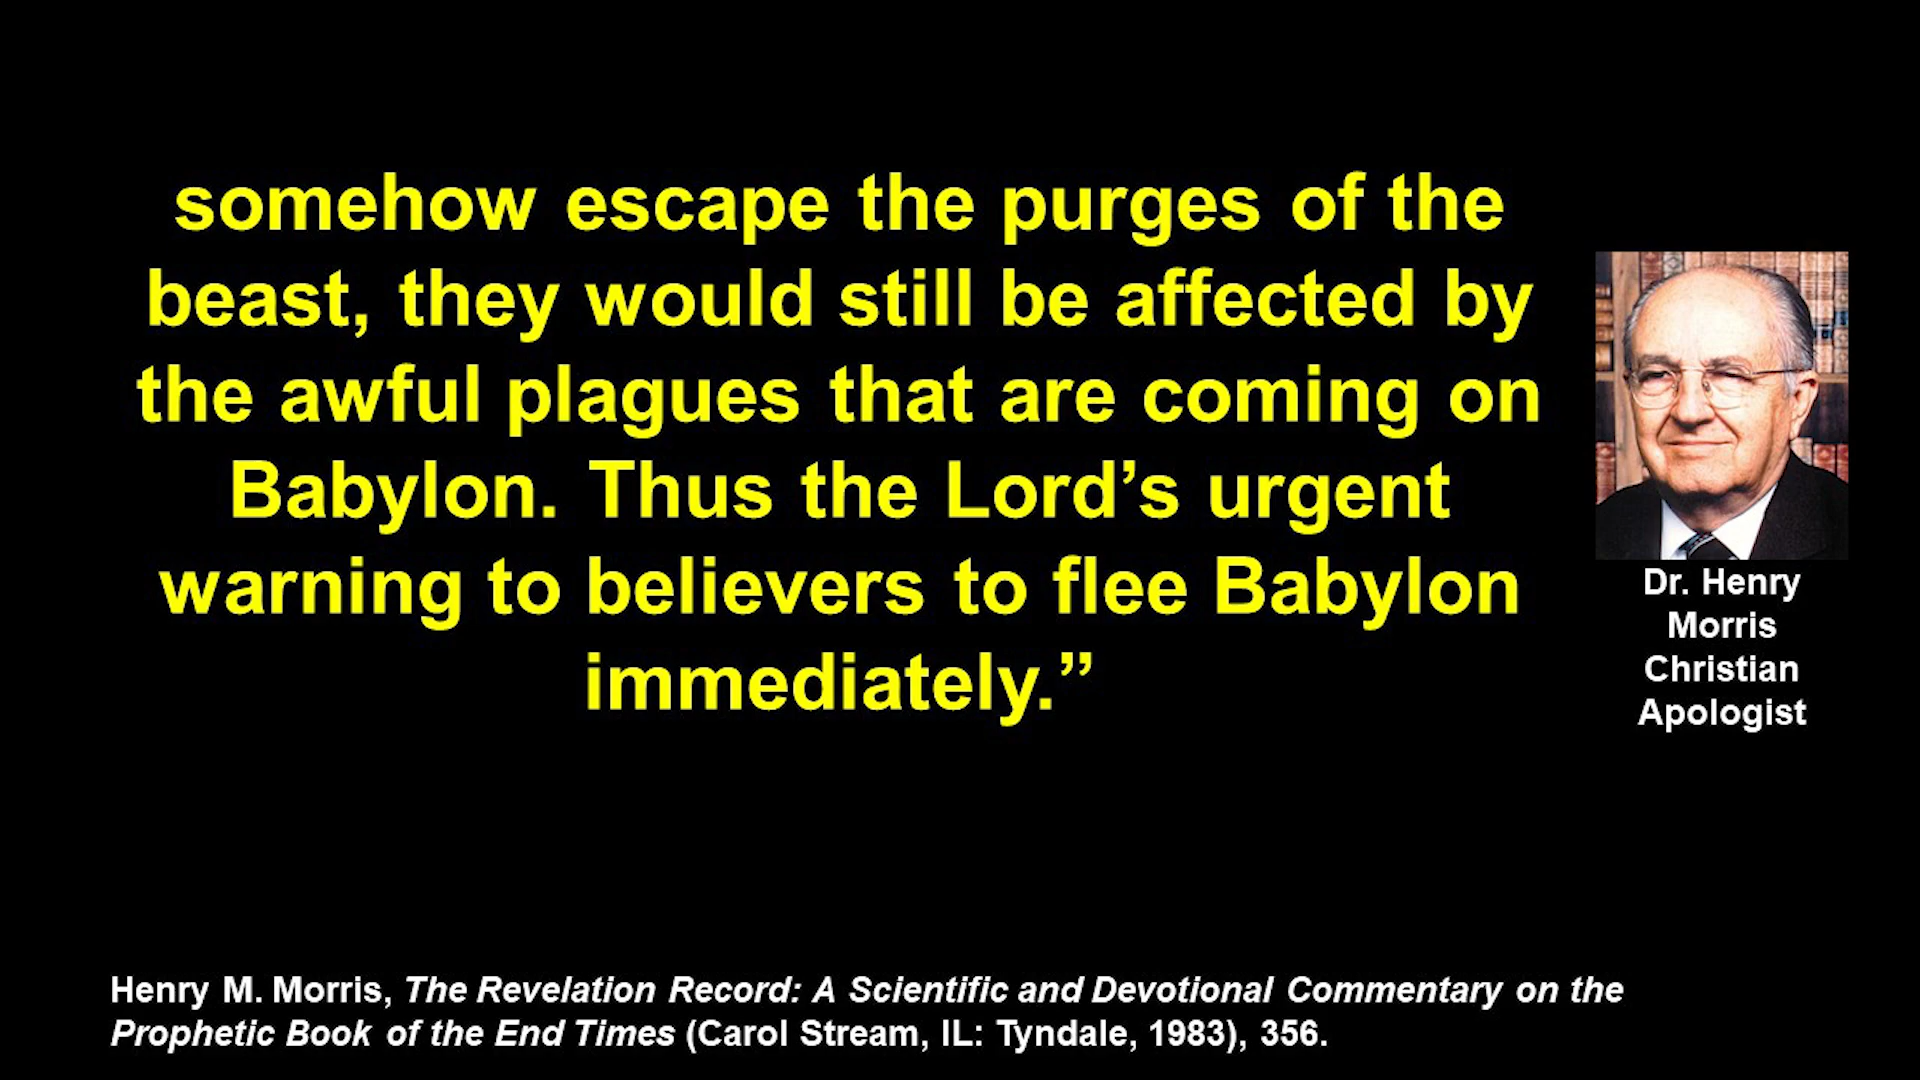 somehow escape the purges of the
beast, they would still be affected by
the awful plagues that are coming on
Babylon. Thus the Lord’s urgent
warning to believers to flee Babylon
immediately.”
Dr. Henry
Morris
Christian
Apologist
Henry M. Morris, The Revelation Record: A Scientific and Devotional Commentary on the
Prophetic Book of the End Times (Carol Stream, IL: Tyndale, 1983), 356.